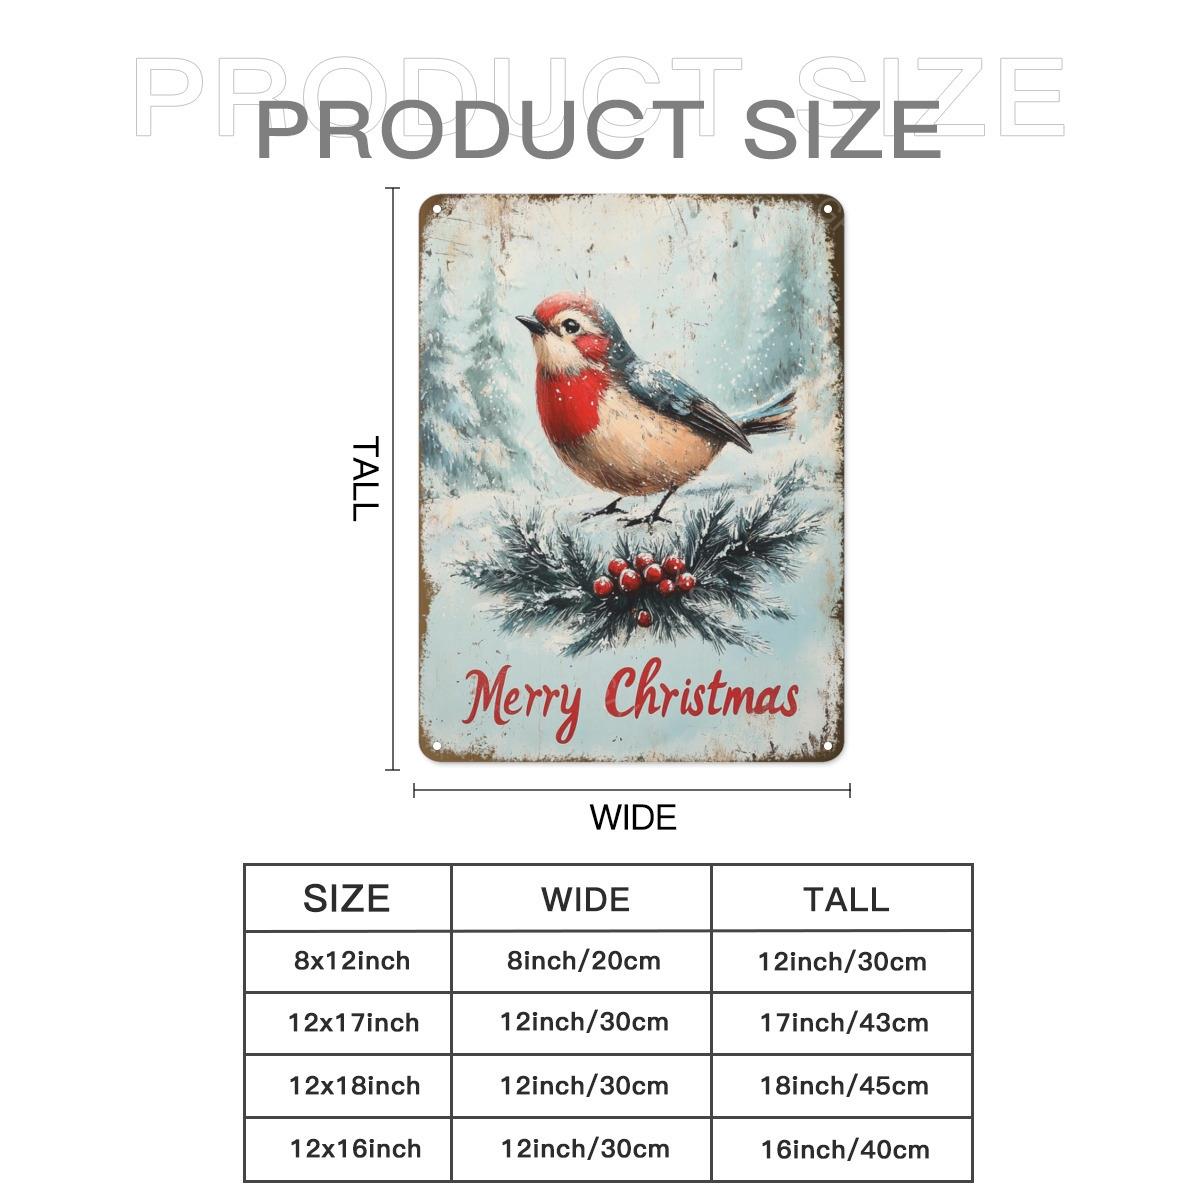 PRODUCT SIZE
PRODUCT SIZE
TALL
Merry Christmas
WIDE
SIZE WIDE TALL
8x12inch 8inch/20cm 12inch/30cm
12x17inch 12inch/30cm 17inch/43cm
12x18inch 12inch/30cm 18inch/45cm
12x16inch 12inch/30cm 16inch/40cm